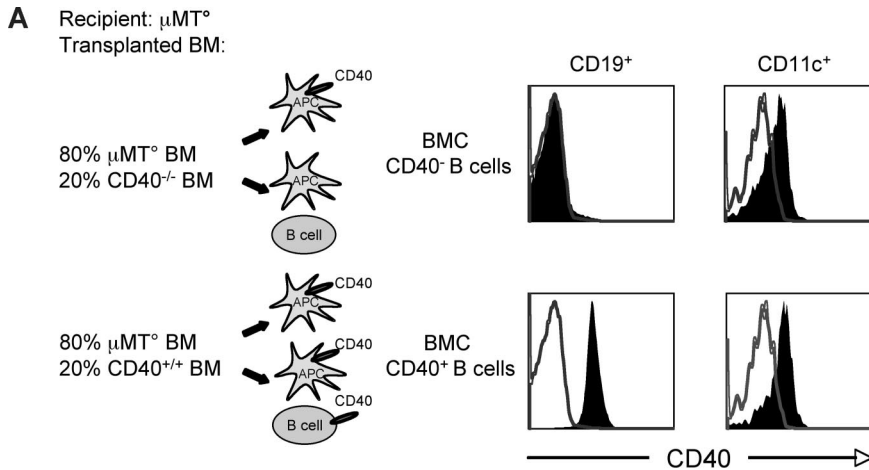 A
Recipient: µMT°
Transplanted BM:
CD19⁺
CD11c⁺
CD40
APC
80% µMT° BM
20% CD40⁻/⁻ BM
APC
B cell
BMC
CD40⁻ B cells
CD40
APC
80% µMT° BM
20% CD40⁺/⁺ BM
CD40
APC
CD40
B cell
BMC
CD40⁺ B cells
CD40